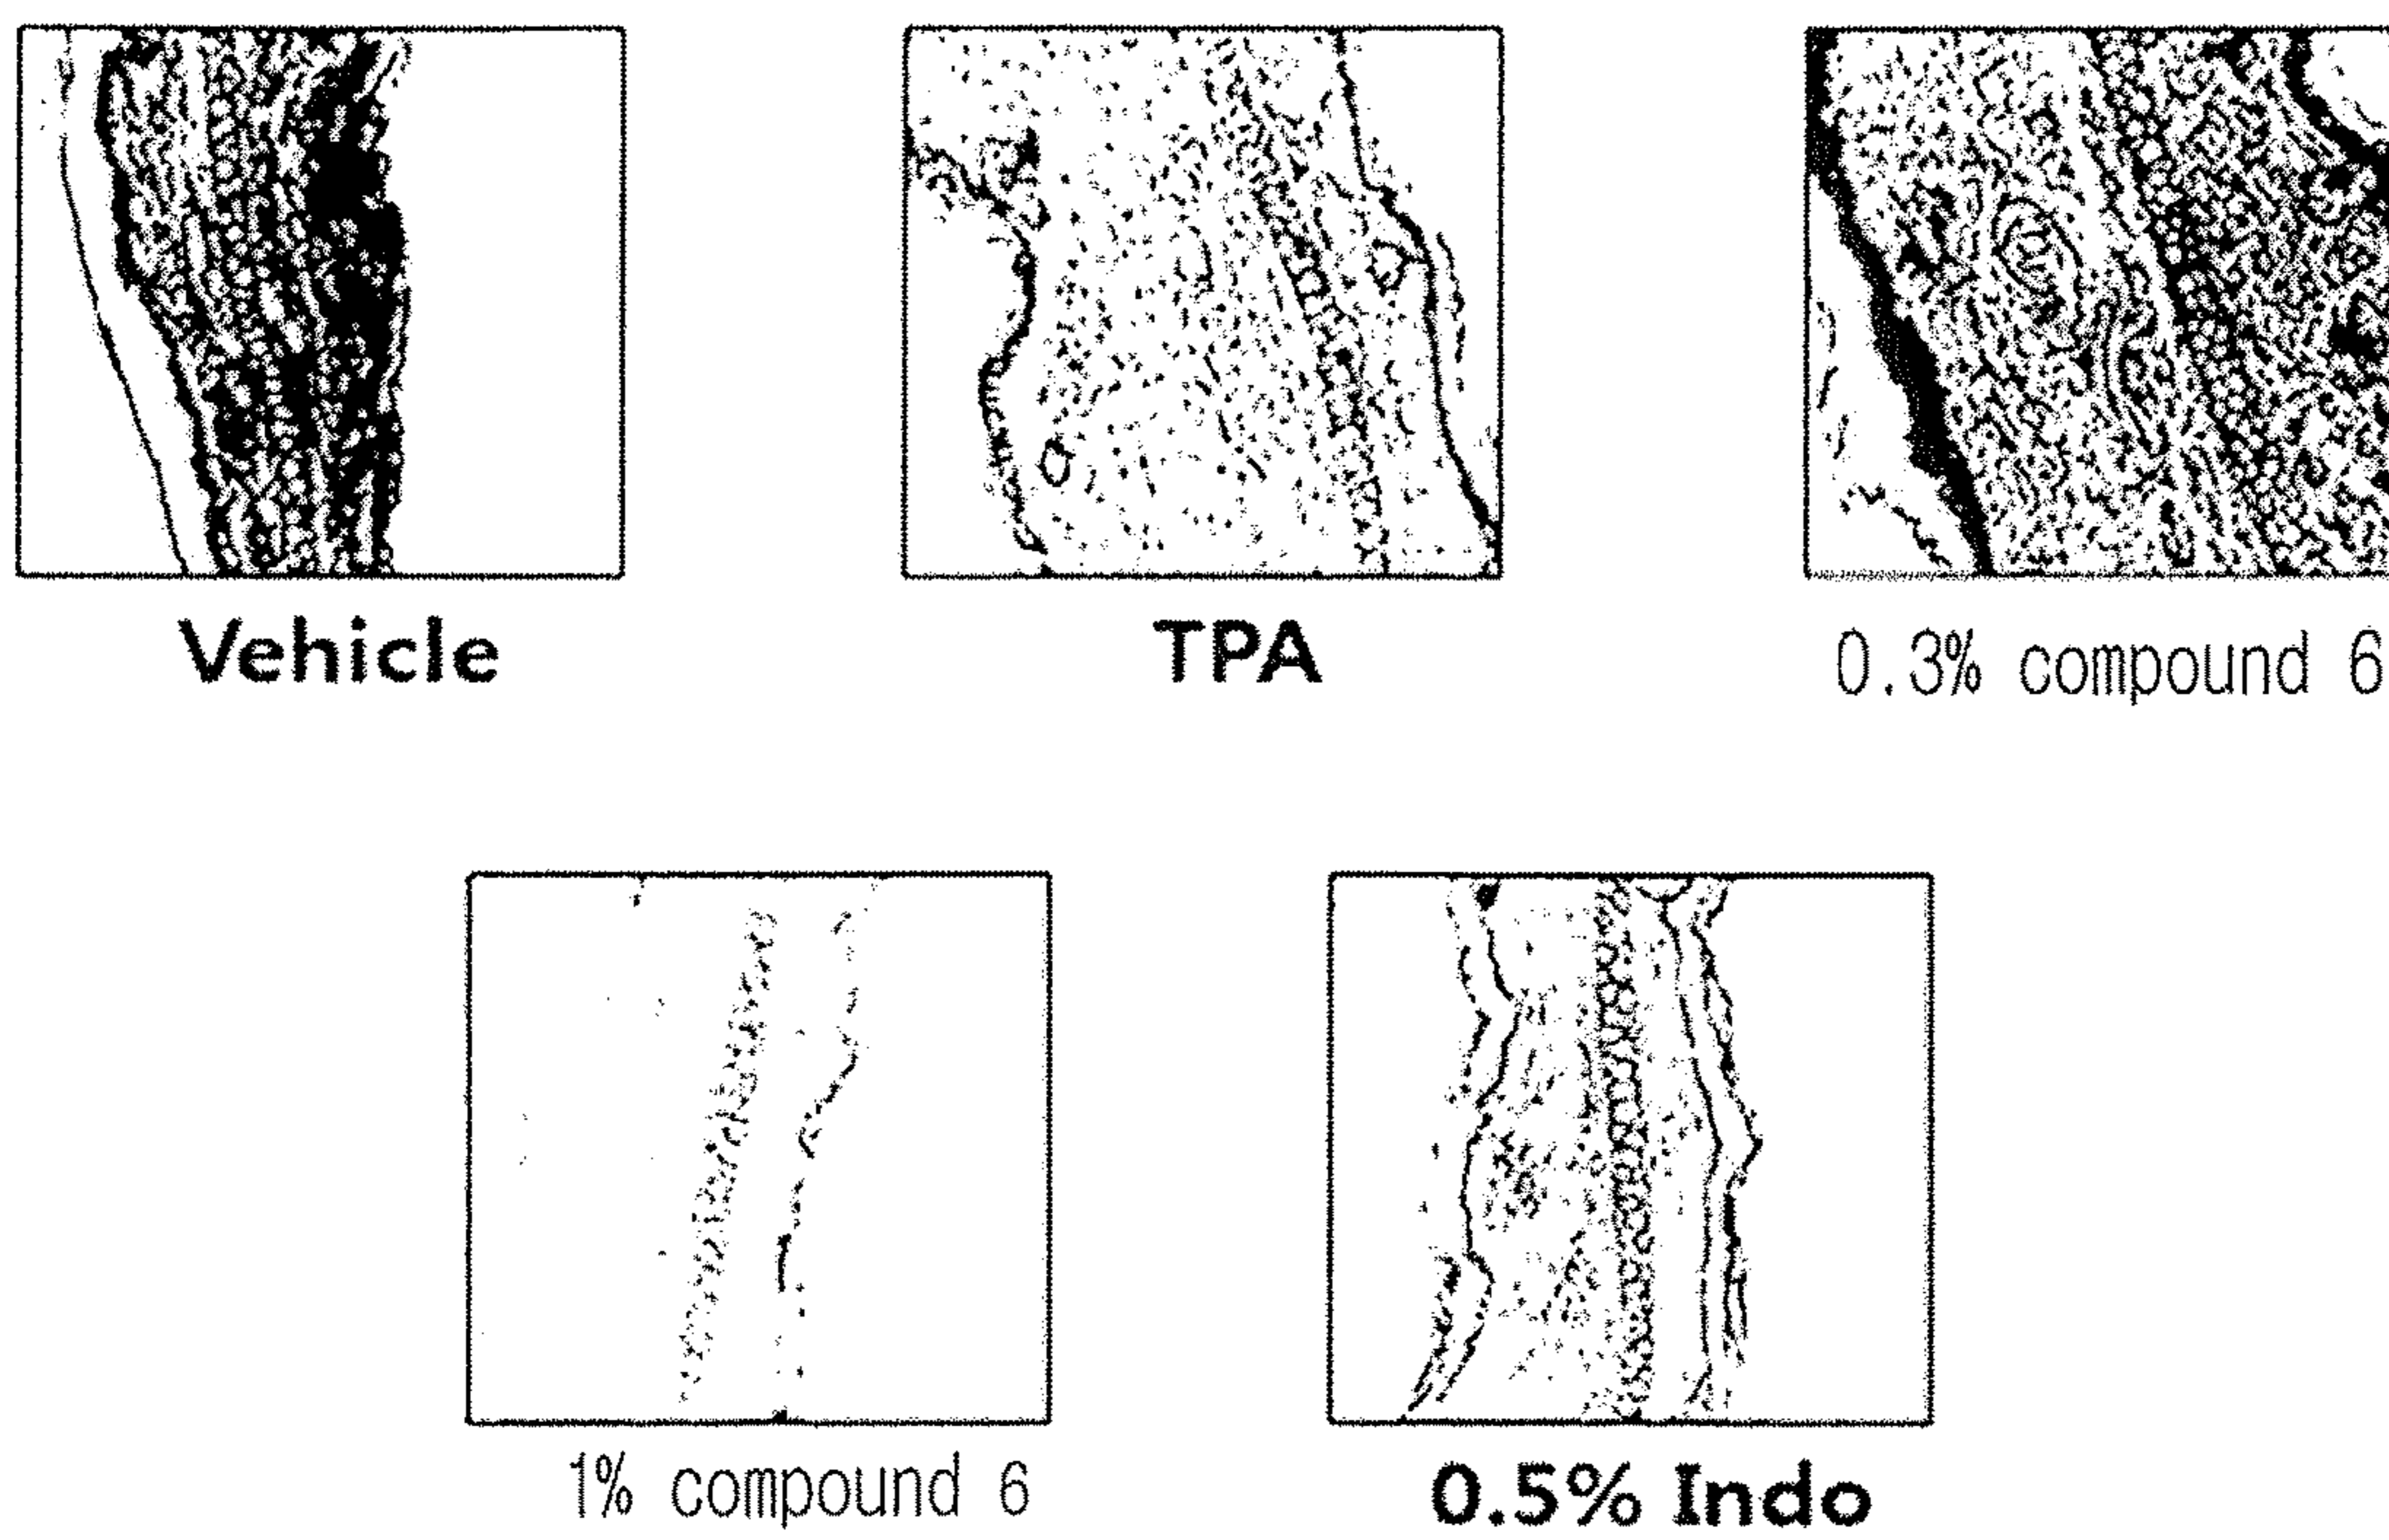 Vehicle
TPA
0.3% compound 6
1% compound 6
0.5% Indo